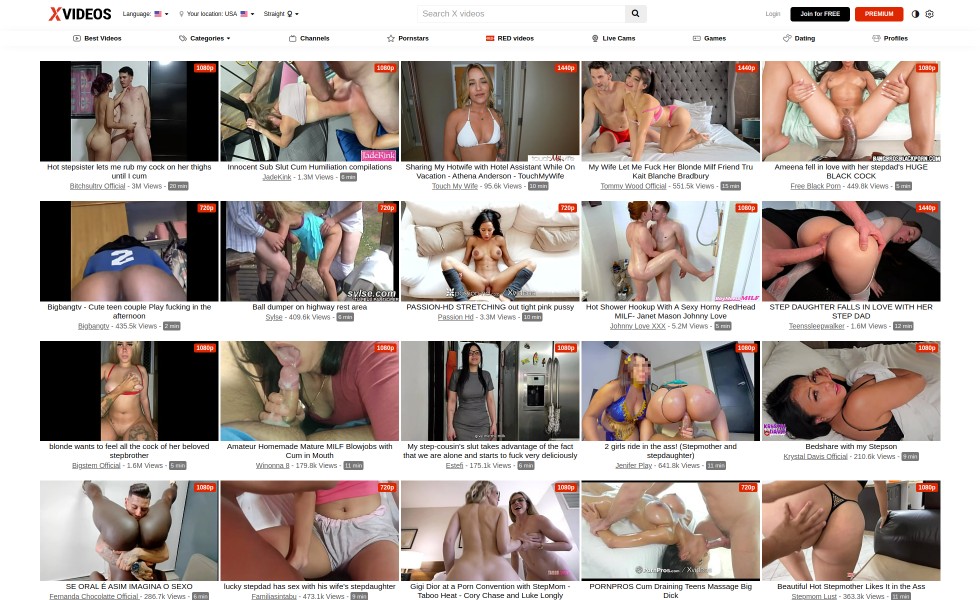 XVIDEOS
Language:
Your location: USA
Straight
Search X videos
Login
Join for FREE
PREMIUM
Best Videos
Categories
Channels
Pornstars
RED videos
Live Cams
Games
Dating
Profiles
1080p
1080p
1440p
1440p
1080p
JadeKink
BANGBROSBLACKPORN.COM
Hot stepsister lets me rub my cock on her thighs
until I cum
Bitchsultry Official - 3M Views - 20 min
Innocent Sub Slut Cum Humiliation compilations
JadeKink - 1.3M Views - 6 min
Sharing My Hotwife with Hotel Assistant While On
Vacation - Athena Anderson - TouchMyWife
Touch My Wife - 95.6k Views - 10 min
My Wife Let Me Fuck Her Blonde Milf Friend Tru
Kait Blanche Bradbury
Tommy Wood Official - 551.5k Views - 15 min
Ameena fell in love with her stepdad's HUGE
BLACK COCK
Free Black Porn - 449.8k Views - 5 min
720p
720p
720p
1080p
1440p
2
sylse.com
Bigbangtv - Cute teen couple Play fucking in the
afternoon
Bigbangtv - 435.5k Views - 2 min
Ball dumper on highway rest area
Sylse - 409.6k Views - 6 min
PASSION-HD STRETCHING out tight pink pussy
Passion Hd - 3.3M Views - 10 min
Hot Shower Hookup With A Sexy Horny RedHead
MILF- Janet Mason Johnny Love
Johnny Love XXX - 5.2M Views - 5 min
STEP DAUGHTER FALLS IN LOVE WITH HER
STEP DAD
Teenssleepwalker - 1.6M Views - 12 min
1080p
1080p
1080p
1080p
1080p
blonde wants to feel all the cock of her beloved
stepbrother
Bigstem Official - 1.6M Views - 5 min
Amateur Homemade Mature MILF Blowjobs with
Cum in Mouth
Winonna 8 - 179.8k Views - 11 min
My step-cousin's slut takes advantage of the fact
that we are alone and starts to fuck very deliciously
Estefi - 175.1k Views - 6 min
2 girls ride in the ass! (Stepmother and
stepdaughter)
Jenifer Play - 641.8k Views - 11 min
Bedshare with my Stepson
Krystal Davis Official - 210.6k Views - 9 min
1080p
720p
1080p
720p
1080p
PornPros.com / Xvideos
SE ORAL É ASIM IMAGINA O SEXO
Fernanda Chocolatte Official - 286.7k Views - 8 min
lucky stepdad has sex with his wife's stepdaughter
Familiasintabu - 473.1k Views - 9 min
Gigi Dior at a Porn Convention with StepMom -
Taboo Heat - Cory Chase and Luke Longly
PORNPROS Cum Draining Teens Massage Big
Dick
Beautiful Hot Stepmother Likes It in the Ass
Stepmom Lust - 363.3k Views - 11 min